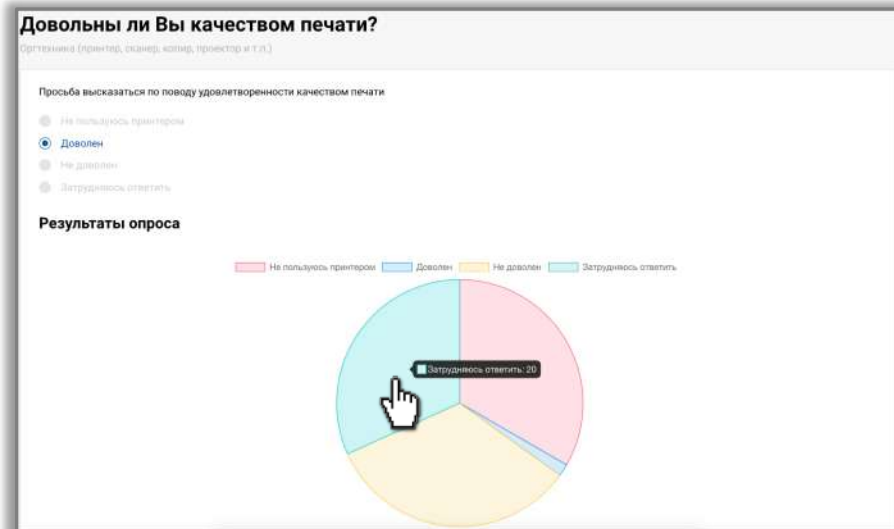 Довольны ли Вы качеством печати?
Оргтехника (принтер, сканер, копир, проектор и т.п.)
Просьба высказаться по поводу удовлетворенности качеством печати
Не пользуюсь принтером
Доволен
Не доволен
Затрудняюсь ответить
Результаты опроса
Не пользуюсь принтером Доволен Не доволен Затрудняюсь ответить
Затрудняюсь ответить: 20